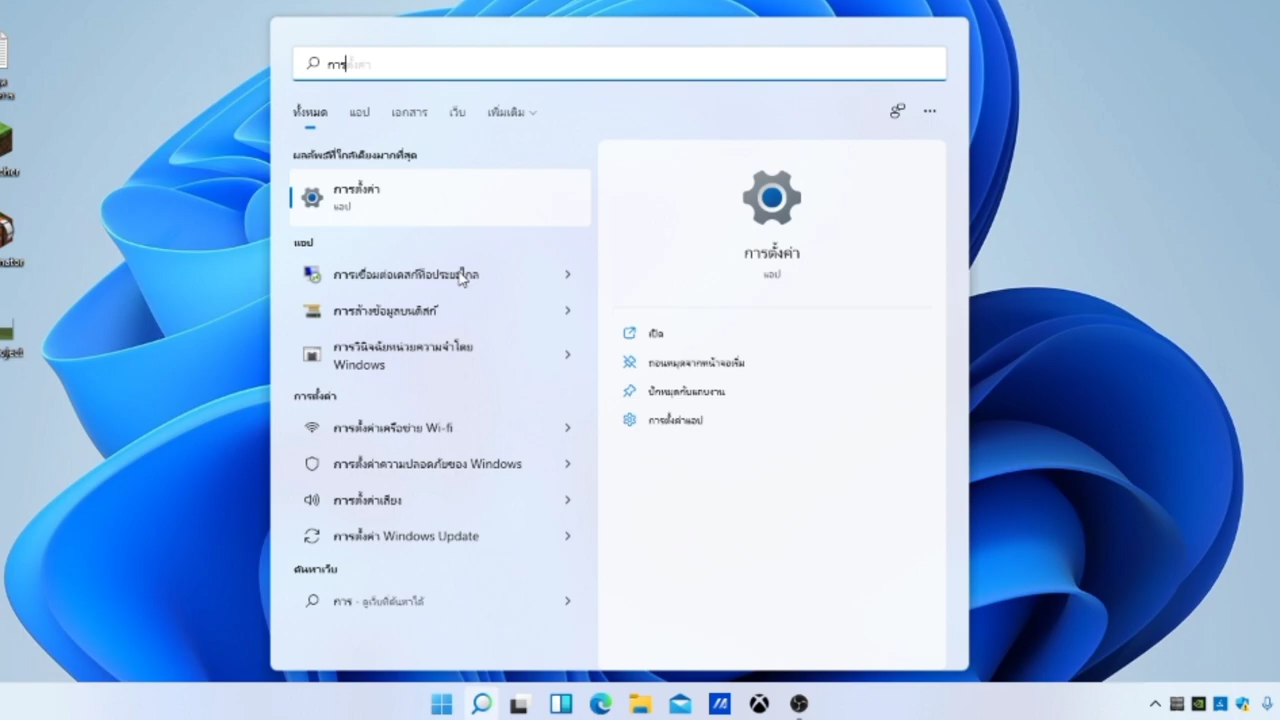 การตั้งค่า
ทั้งหมด แอป เอกสาร เว็บ เพิ่มเติม
ผลลัพธ์ที่ใกล้เคียงมากที่สุด
การตั้งค่า
แอป
แอป
การเชื่อมต่อเดสก์ท็อประยะไกล
การล้างข้อมูลบนดิสก์
การวินิจฉัยหน่วยความจำโดย
Windows
การตั้งค่า
การตั้งค่าเครือข่าย Wi-fi
การตั้งค่าความปลอดภัยของ Windows
การตั้งค่าเสียง
การตั้งค่า Windows Update
ค้นหาเว็บ
การ - ดูเว็บที่ค้นหาได้
การตั้งค่า
แอป
เปิด
ถอนหมุดจากหน้าจอเริ่ม
ปักหมุดกับแถบงาน
การตั้งค่าแอป